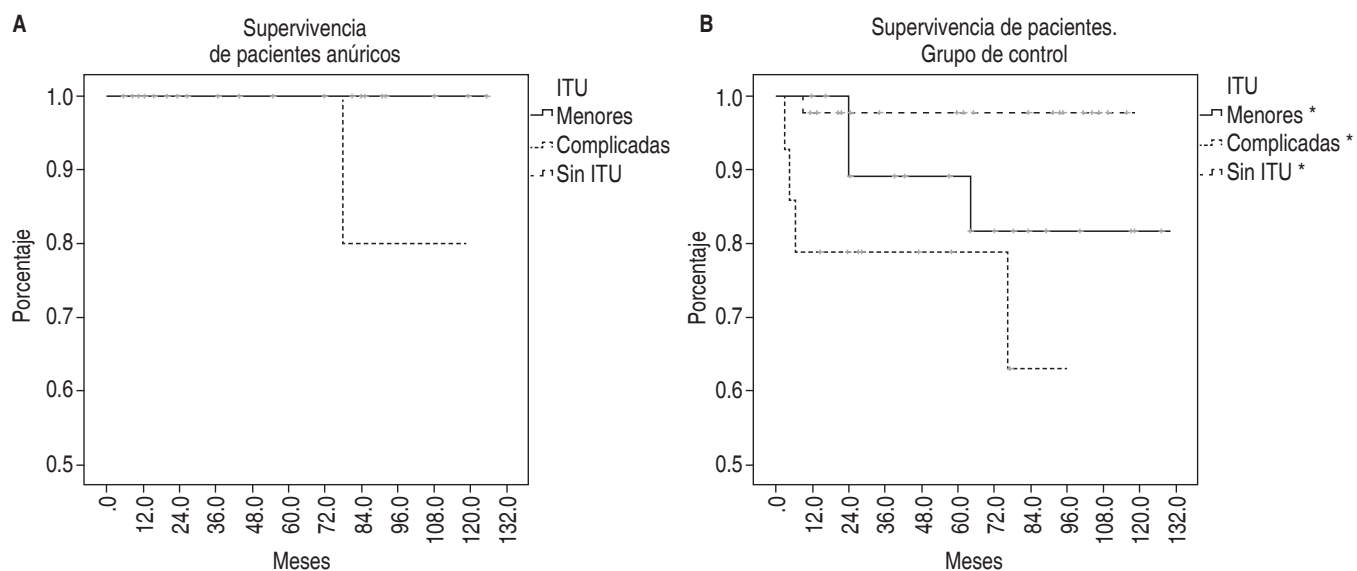 A
Supervivencia
de pacientes anúricos
Porcentaje
1.0
0.9
0.8
0.7
0.6
0.5
.0
12.0
24.0
36.0
48.0
60.0
72.0
84.0
96.0
108.0
120.0
132.0
Meses
ITU
Menores
Complicadas
Sin ITU
B
Supervivencia de pacientes.
Grupo de control
Porcentaje
1.0
0.9
0.8
0.7
0.6
0.5
.0
12.0
24.0
36.0
48.0
60.0
72.0
84.0
96.0
108.0
120.0
132.0
Meses
ITU
Menores *
Complicadas *
Sin ITU *